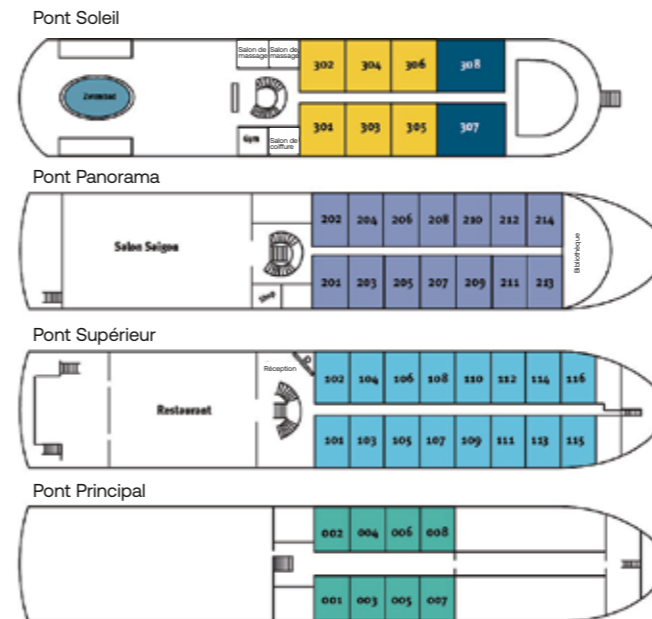 Pont Soleil
Salon de massage Salon de massage
302 304 306 308
301 303 305 307
Gym Salon de coiffure
Pont Panorama
202 204 206 208 210 212 214
Salon Saigon
Bibliothèque
201 203 205 207 209 211 213
Shop
Pont Supérieur
Réception
102 104 106 108 110 112 114 116
Restaurant
101 103 105 107 109 111 113 115
Pont Principal
002 004 006 008
001 003 005 007